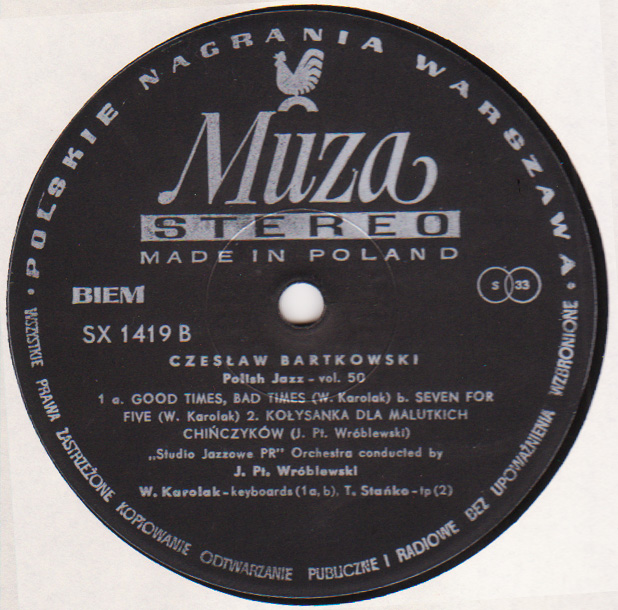 • POLSKIE NAGRANIA WARSZAWA •
Muza
STEREO
MADE IN POLAND
BIEM
S 33
SX 1419 B
CZESŁAW BARTKOWSKI
Polish Jazz - vol. 50
1 a. GOOD TIMES, BAD TIMES (W. Karolak) b. SEVEN FOR
FIVE (W. Karolak) 2. KOŁYSANKA DLA MALUTKICH
CHIŃCZYKÓW (J. Pt. Wróblewski)
„Studio Jazzowe PR" Orchestra conducted by
J. Pt. Wróblewski
W. Karolak - keyboards (1 a, b), T. Stańko - tp (2)
WSZYSTKIE PRAWA ZASTRZEŻONE KOPIOWANIE ODTWARZANIE PUBLICZNE I RADIOWE BEZ UPOWAŻNIENIA WZBRONIONE